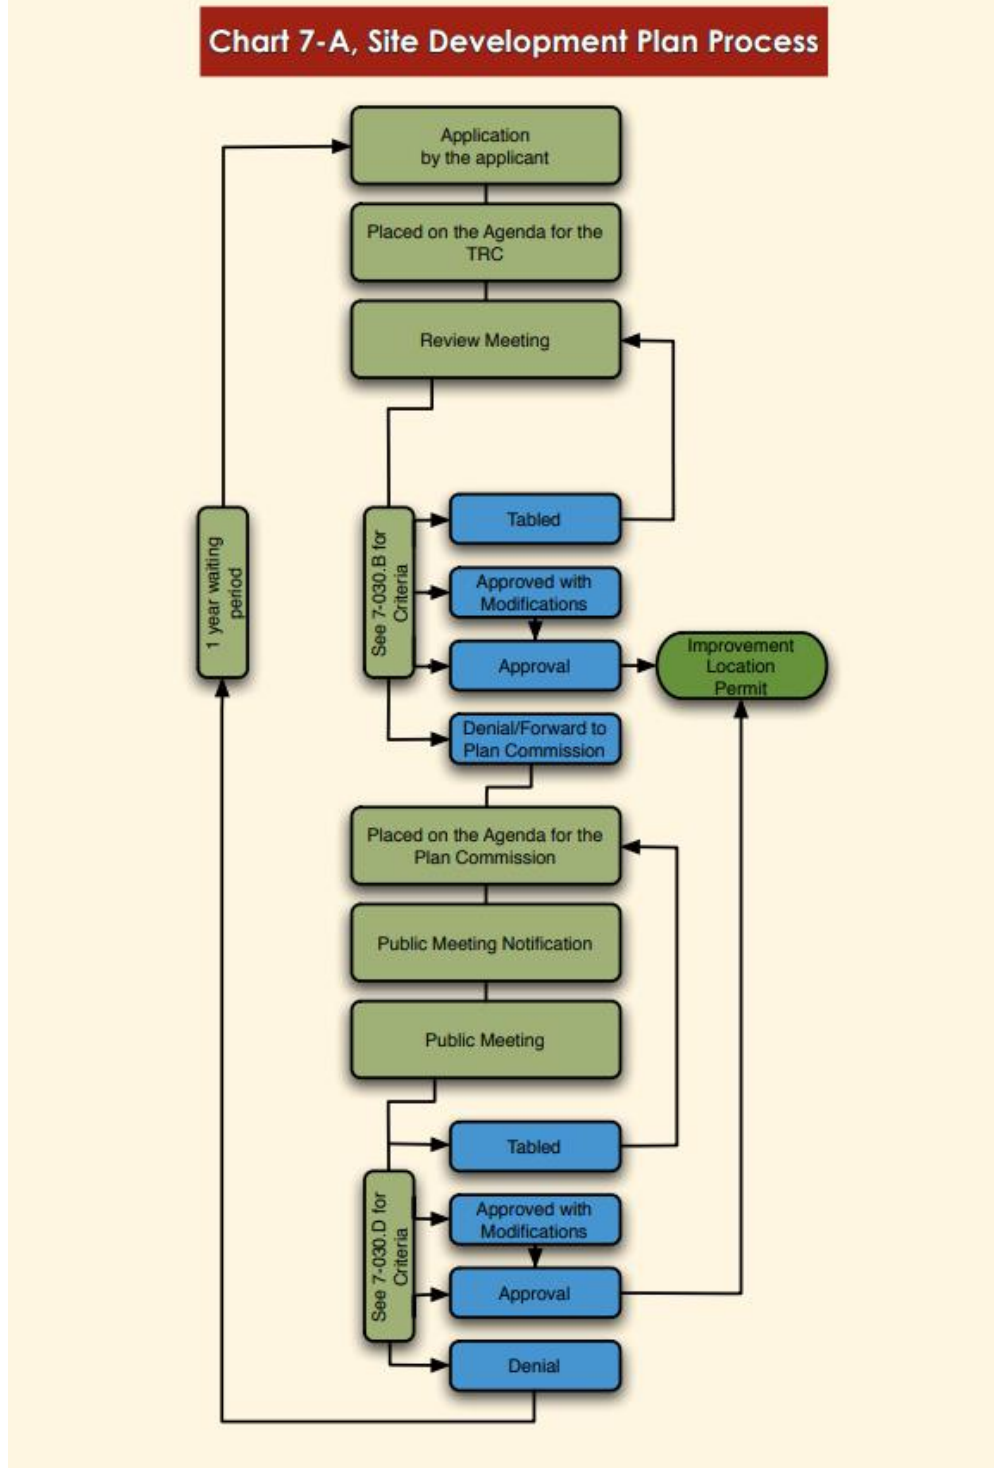 Chart 7-A, Site Development Plan Process
Application
by the applicant
Placed on the Agenda for the
TRC
Review Meeting
1 year waiting
period
See 7-030.B for
Criteria
Tabled
Approved with
Modifications
Approval
Improvement
Location
Permit
Denial/Forward to
Plan Commission
Placed on the Agenda for the
Plan Commission
Public Meeting Notification
Public Meeting
See 7-030.D for
Criteria
Tabled
Approved with
Modifications
Approval
Denial